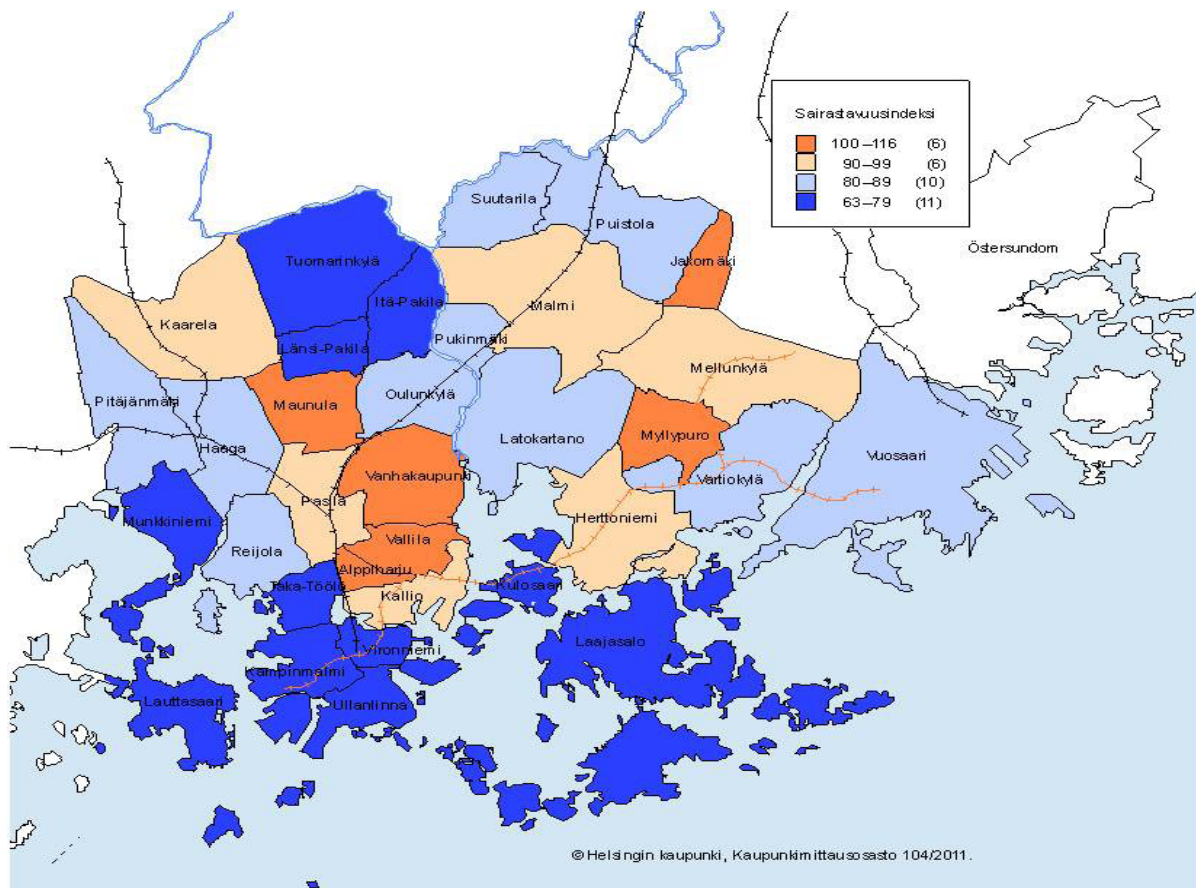 Sairastavuusindeksi
100–116 (6)
90–99 (6)
80–89 (10)
63–79 (11)
Suutarila
Puistola
Östersundom
Tuomarinkylä
Jakomäki
Itä-Pakila
Malmi
Kaarela
Pukinmäki
Länsi-Pakila
Mellunkylä
Pitäjänmäki
Maunula
Oulunkylä
Haaga
Latokartano
Myllypuro
Vuosaari
Vanhakaupunki
Vartiokylä
Pasila
Munkkiniemi
Herttoniemi
Reijola
Vallila
Alppiharju
Taka-Töölö
Kulosaari
Kallio
Laajasalo
Vironniemi
Kampinmalmi
Lauttasaari
Ullanlinna
© Helsingin kaupunki, Kaupunkimittausosasto 104/2011.